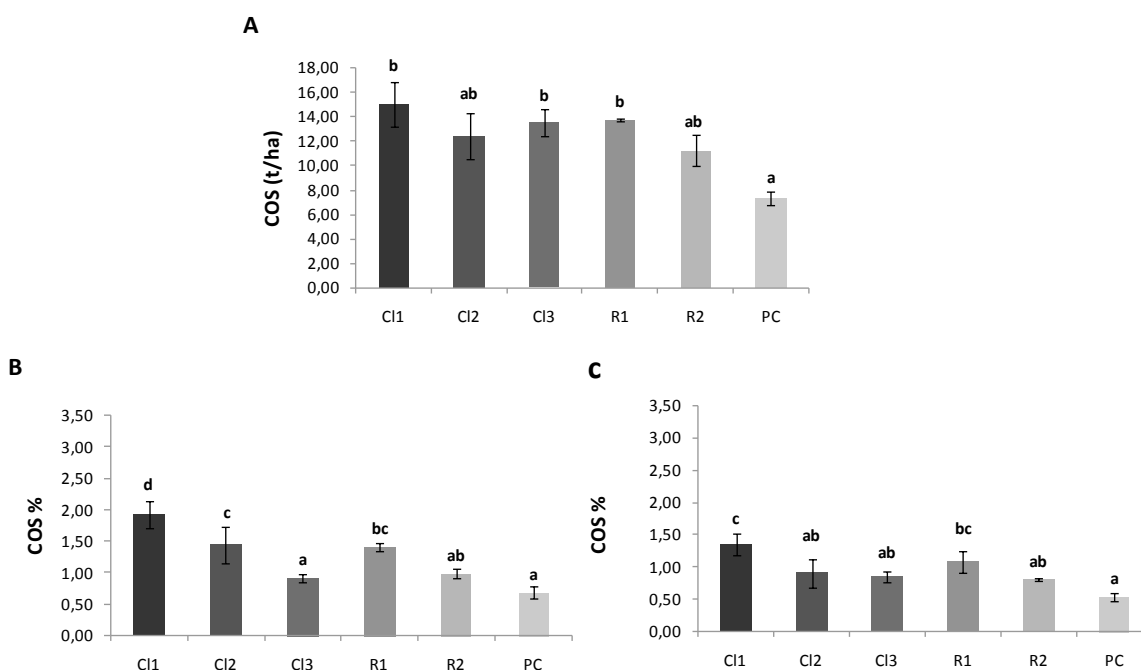 A
COS (t/ha)
18,00
16,00
14,00
12,00
10,00
8,00
6,00
4,00
2,00
0,00
b
ab
b
b
ab
a
Cl1 Cl2 Cl3 R1 R2 PC
B
COS %
3,50
3,00
2,50
2,00
1,50
1,00
0,50
0,00
d
c
a
bc
ab
a
Cl1 Cl2 Cl3 R1 R2 PC
C
COS %
3,50
3,00
2,50
2,00
1,50
1,00
0,50
0,00
c
ab
ab
bc
ab
a
Cl1 Cl2 Cl3 R1 R2 PC